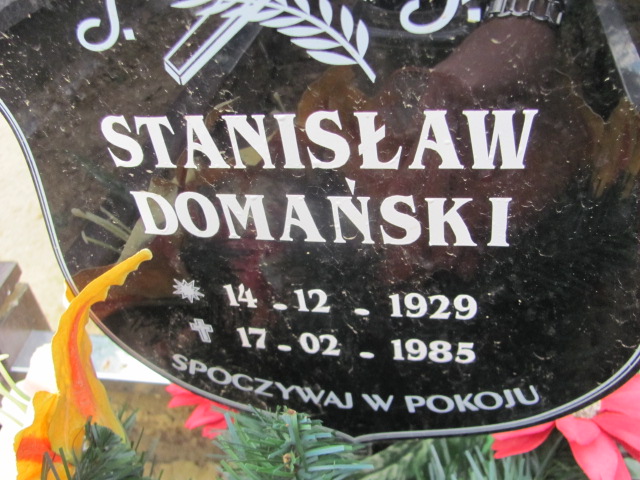 Ś. P.
STANISŁAW
DOMAŃSKI
14 - 12 - 1929
17 - 02 - 1985
SPOCZYWAJ W POKOJU